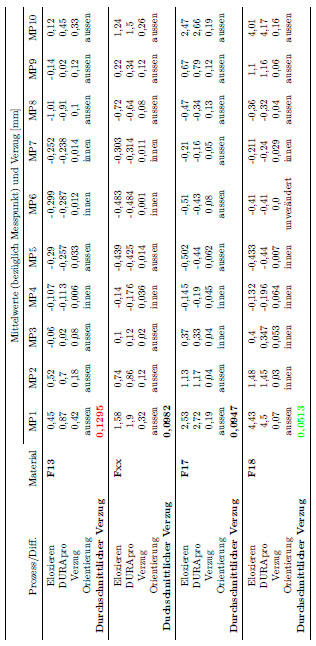 Mittelwerte (bezüglich Messpunkt) und Verzug [mm]
Prozess/Diff. Material MP1 MP2 MP3 MP4 MP5 MP6 MP7 MP8 MP9 MP10
F13
Elozieren 0,45 0,52 -0,06 -0,107 -0,29 -0,299 -0,252 -1,01 -0,14 0,12
DURApro 0,87 0,7 0,02 -0,113 -0,257 -0,287 -0,238 -0,91 0,02 0,45
Verzug 0,42 0,18 0,08 0,006 0,033 0,012 0,014 0,1 0,12 0,33
Orientierung aussen aussen aussen innen aussen innen innen aussen aussen aussen
Durchschnittlicher Verzug 0,1295
Fxx
Elozieren 1,58 0,74 0,1 -0,14 -0,439 -0,483 -0,303 -0,72 0,22 1,24
DURApro 1,9 0,86 0,12 -0,176 -0,425 -0,484 -0,314 -0,64 0,34 1,5
Verzug 0,32 0,12 0,02 0,036 0,014 0,001 0,011 0,08 0,12 0,26
Orientierung aussen aussen aussen innen aussen innen innen aussen aussen aussen
Duchschnittlicher Verzug 0,0982
F17
Elozieren 2,53 1,13 0,37 -0,145 -0,502 -0,51 -0,21 -0,47 0,67 2,47
DURApro 2,72 1,17 0,33 -0,19 -0,44 -0,43 -0,16 -0,34 0,79 2,66
Verzug 0,19 0,04 0,04 0,045 0,062 0,08 0,05 0,13 0,12 0,19
Orientierung aussen aussen innen innen aussen aussen aussen aussen aussen aussen
Durchschnittlicher Verzug 0,0947
F18
Elozieren 4,43 1,48 0,4 -0,132 -0,433 -0,41 -0,211 -0,36 1,1 4,01
DURApro 4,5 1,45 0,347 -0,196 -0,44 -0,41 -0,24 -0,32 1,16 4,17
Verzug 0,07 0,03 0,053 0,064 0,007 0,0 0,029 0,04 0,06 0,16
Orientierung aussen innen innen innen innen unverändert innen aussen aussen aussen
Durchschnittlicher Verzug 0,0513